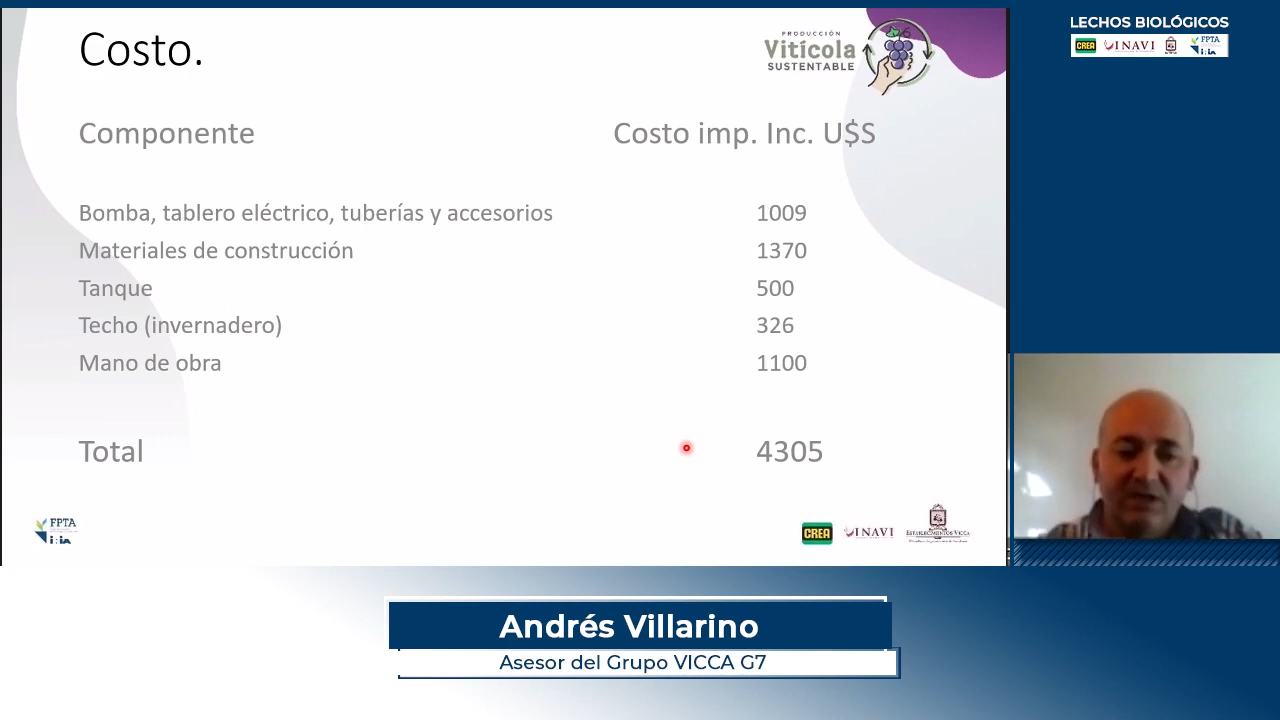 Costo.
PRODUCCIÓN
Vitícola
SUSTENTABLE
LECHOS BIOLÓGICOS
CREA
INAVI
FPTA
Componente Costo imp. Inc. U$S
Bomba, tablero eléctrico, tuberías y accesorios 1009
Materiales de construcción 1370
Tanque 500
Techo (invernadero) 326
Mano de obra 1100
Total 4305
FPTA
CREA
INAVI
ESTABLECIMIENTOS VICCA
Andrés Villarino
Asesor del Grupo VICCA G7